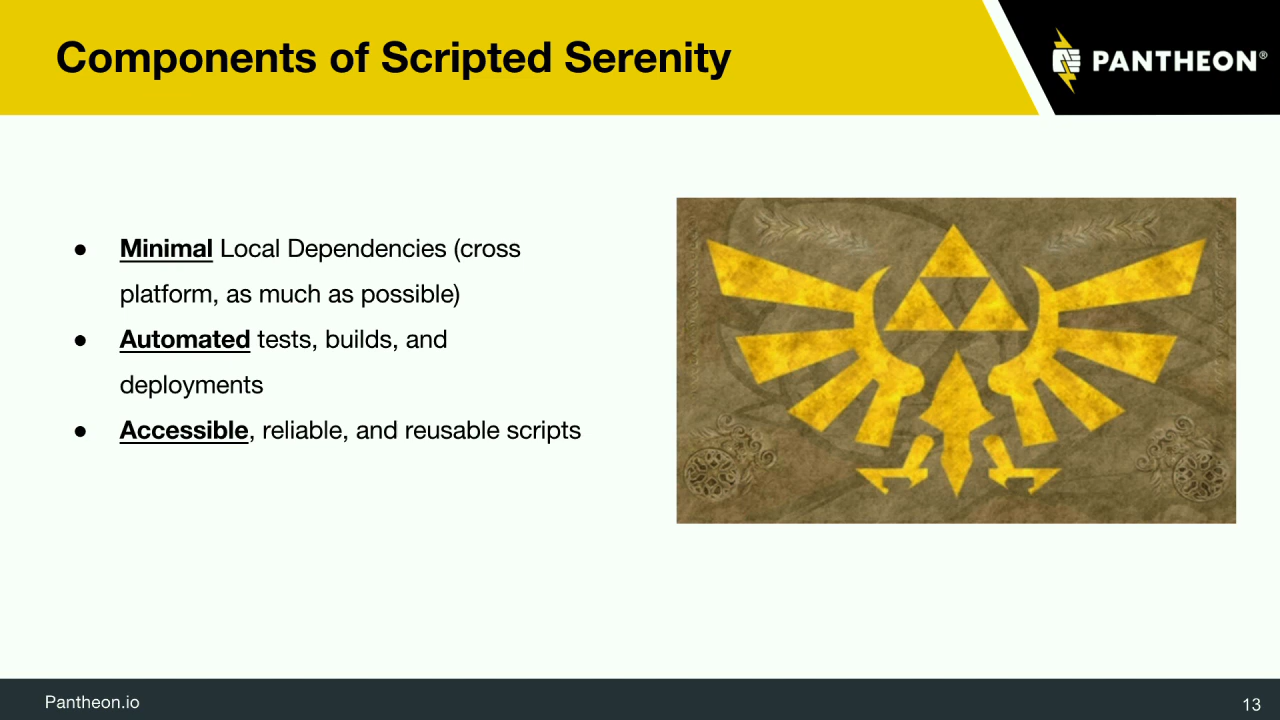 Components of Scripted Serenity
PANTHEON®
● Minimal Local Dependencies (cross
platform, as much as possible)
● Automated tests, builds, and
deployments
● Accessible, reliable, and reusable scripts
Pantheon.io
13